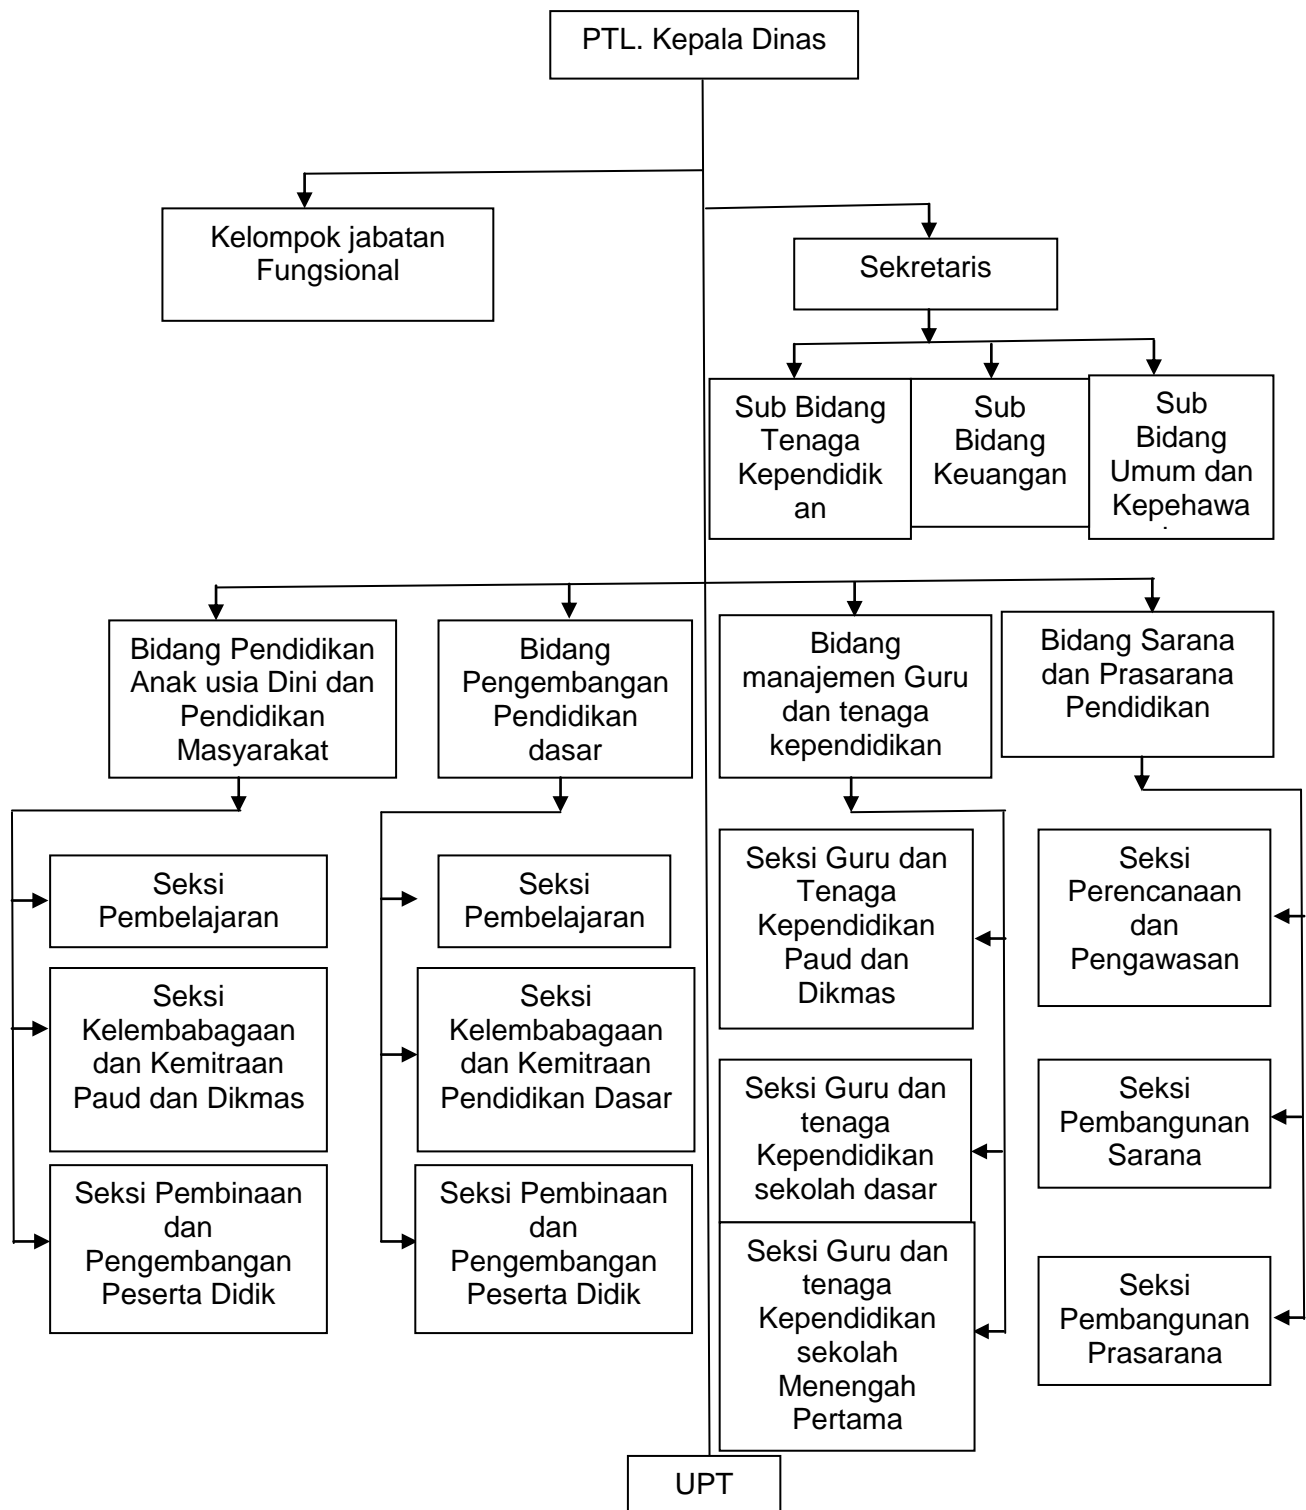 PTL. Kepala Dinas
Kelompok jabatan
Fungsional
Sekretaris
Sub Bidang
Tenaga
Kependidik
an
Sub
Bidang
Keuangan
Sub
Bidang
Umum dan
Kepehawa
Bidang Pendidikan
Anak usia Dini dan
Pendidikan
Masyarakat
Bidang
Pengembangan
Pendidikan
dasar
Bidang
manajemen Guru
dan tenaga
kependidikan
Bidang Sarana
dan Prasarana
Pendidikan
Seksi
Pembelajaran
Seksi
Kelembabagaan
dan Kemitraan
Paud dan Dikmas
Seksi Pembinaan
dan
Pengembangan
Peserta Didik
Seksi
Pembelajaran
Seksi
Kelembabagaan
dan Kemitraan
Pendidikan Dasar
Seksi Pembinaan
dan
Pengembangan
Peserta Didik
Seksi Guru dan
Tenaga
Kependidikan
Paud dan
Dikmas
Seksi Guru dan
tenaga
Kependidikan
sekolah dasar
Seksi Guru dan
tenaga
Kependidikan
sekolah
Menengah
Pertama
Seksi
Perencanaan
dan
Pengawasan
Seksi
Pembangunan
Sarana
Seksi
Pembangunan
Prasarana
UPT